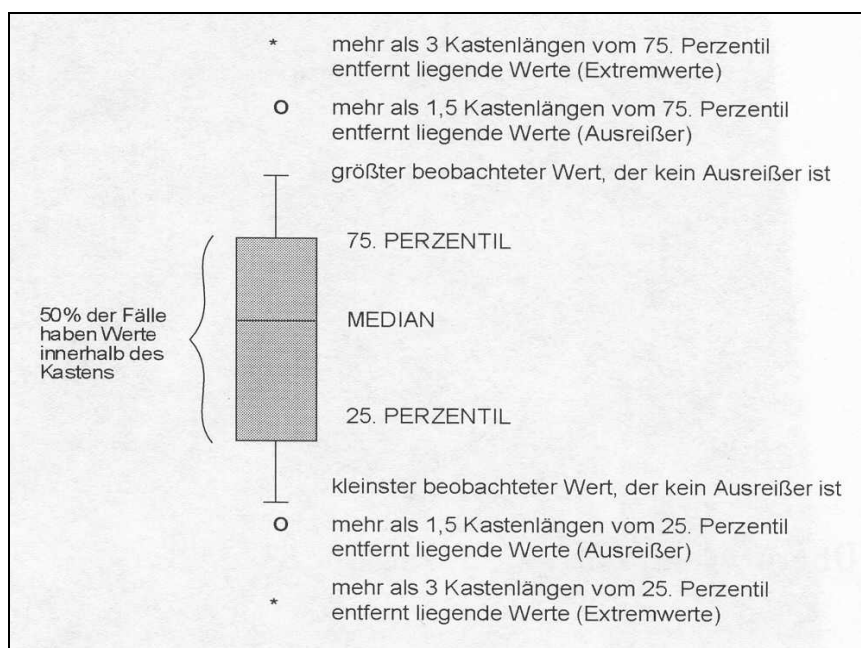 * mehr als 3 Kastenlängen vom 75. Perzentil
entfernt liegende Werte (Extremwerte)
O mehr als 1,5 Kastenlängen vom 75. Perzentil
entfernt liegende Werte (Ausreißer)
größter beobachteter Wert, der kein Ausreißer ist
75. PERZENTIL
50% der Fälle
haben Werte
innerhalb des
Kastens
MEDIAN
25. PERZENTIL
kleinster beobachteter Wert, der kein Ausreißer ist
O mehr als 1,5 Kastenlängen vom 25. Perzentil
entfernt liegende Werte (Ausreißer)
* mehr als 3 Kastenlängen vom 25. Perzentil
entfernt liegende Werte (Extremwerte)